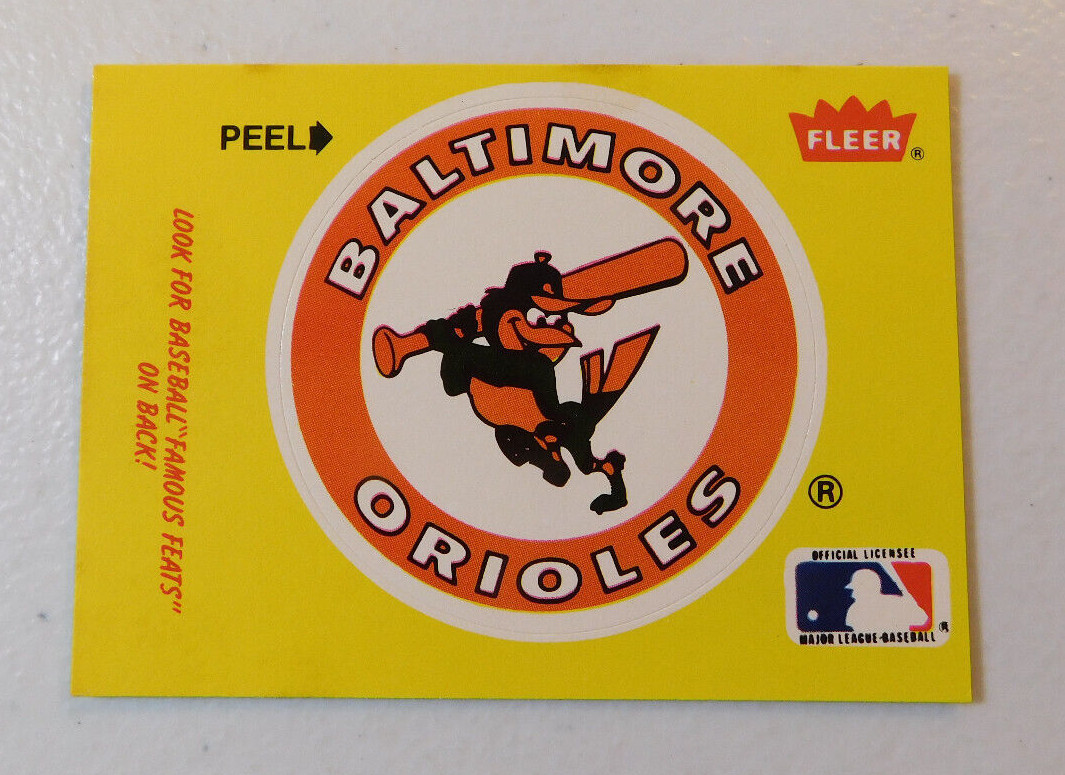 PEEL
FLEER®
BALTIMORE
ORIOLES
®
LOOK FOR BASEBALL "FAMOUS FEATS"
ON BACK!
OFFICIAL LICENSEE
MAJOR LEAGUE BASEBALL ®